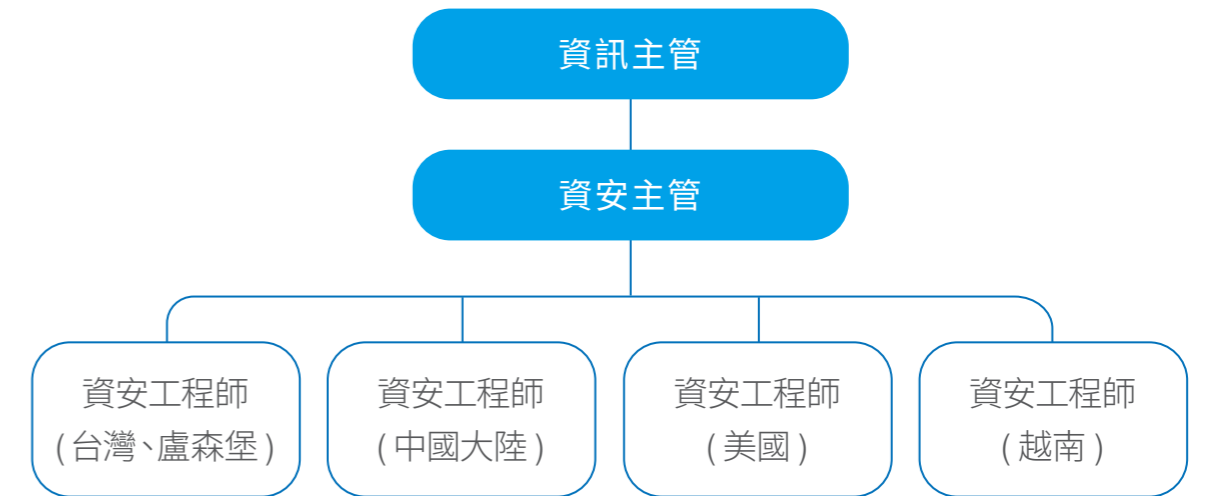 資訊主管
資安主管
資安工程師
(台灣、盧森堡)
資安工程師
(中國大陸)
資安工程師
(美國)
資安工程師
(越南)